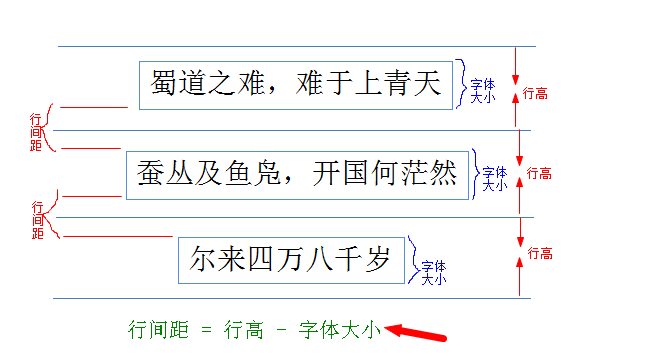 蜀道之难，难于上青天
字体
大小
行高
行
间
距
蚕丛及鱼凫，开国何茫然
字体
大小
行高
行
间
距
尔来四万八千岁
字体
大小
行高
行间距 = 行高 - 字体大小